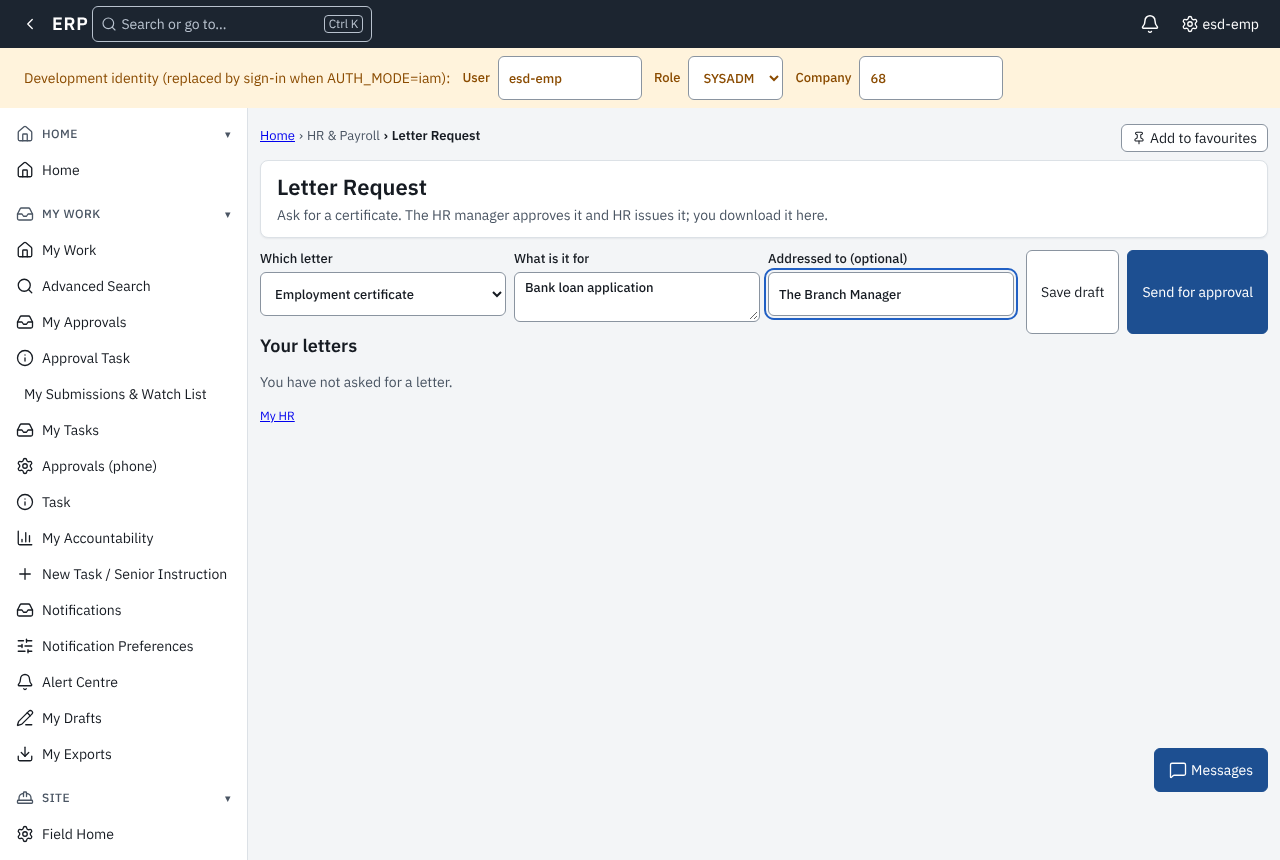 ERP
Search or go to...
Ctrl K
esd-emp
Development identity (replaced by sign-in when AUTH_MODE=iam):
User
esd-emp
Role
SYSADM
Company
68
HOME
Home
MY WORK
My Work
Advanced Search
My Approvals
Approval Task
My Submissions & Watch List
My Tasks
Approvals (phone)
Task
My Accountability
New Task / Senior Instruction
Notifications
Notification Preferences
Alert Centre
My Drafts
My Exports
SITE
Field Home
Home › HR & Payroll › Letter Request
Add to favourites
Letter Request
Ask for a certificate. The HR manager approves it and HR issues it; you download it here.
Which letter
Employment certificate
What is it for
Bank loan application
Addressed to (optional)
The Branch Manager
Save draft
Send for approval
Your letters
You have not asked for a letter.
My HR
Messages